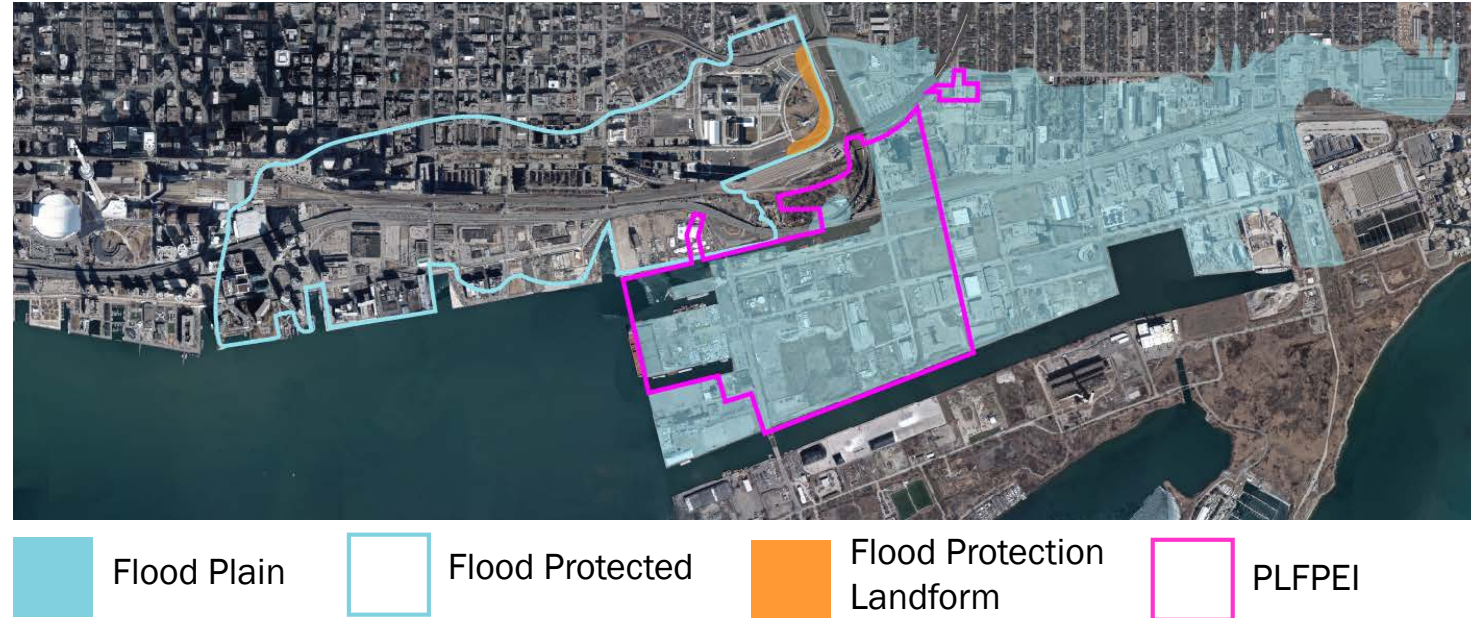 Flood Plain
Flood Protected
Flood Protection
Landform
PLFPEI